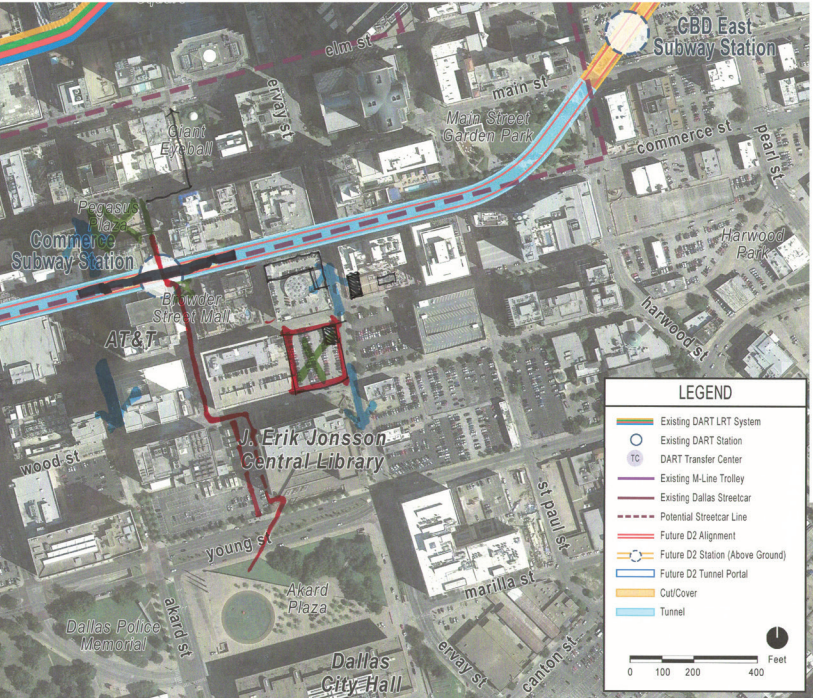 elm st
CBD East
Subway Station
main st
ervay st
Giant
Eyeball
Main Street
Garden Park
commerce st
pearl st
Pegasus
Plaza
Commerce
Subway Station
Harwood
Park
Browder
Street Mall
AT&T
harwood st
J. Erik Jonsson
Central Library
wood st
st paul st
young st
marilla st
Akard
Plaza
akard st
Dallas Police
Memorial
ervay st
canton st
Dallas
City Hall
LEGEND
Existing DART LRT System
Existing DART Station
TC DART Transfer Center
Existing M-Line Trolley
Existing Dallas Streetcar
Potential Streetcar Line
Future D2 Alignment
Future D2 Station (Above Ground)
Future D2 Tunnel Portal
Cut/Cover
Tunnel
Feet
0 100 200 400